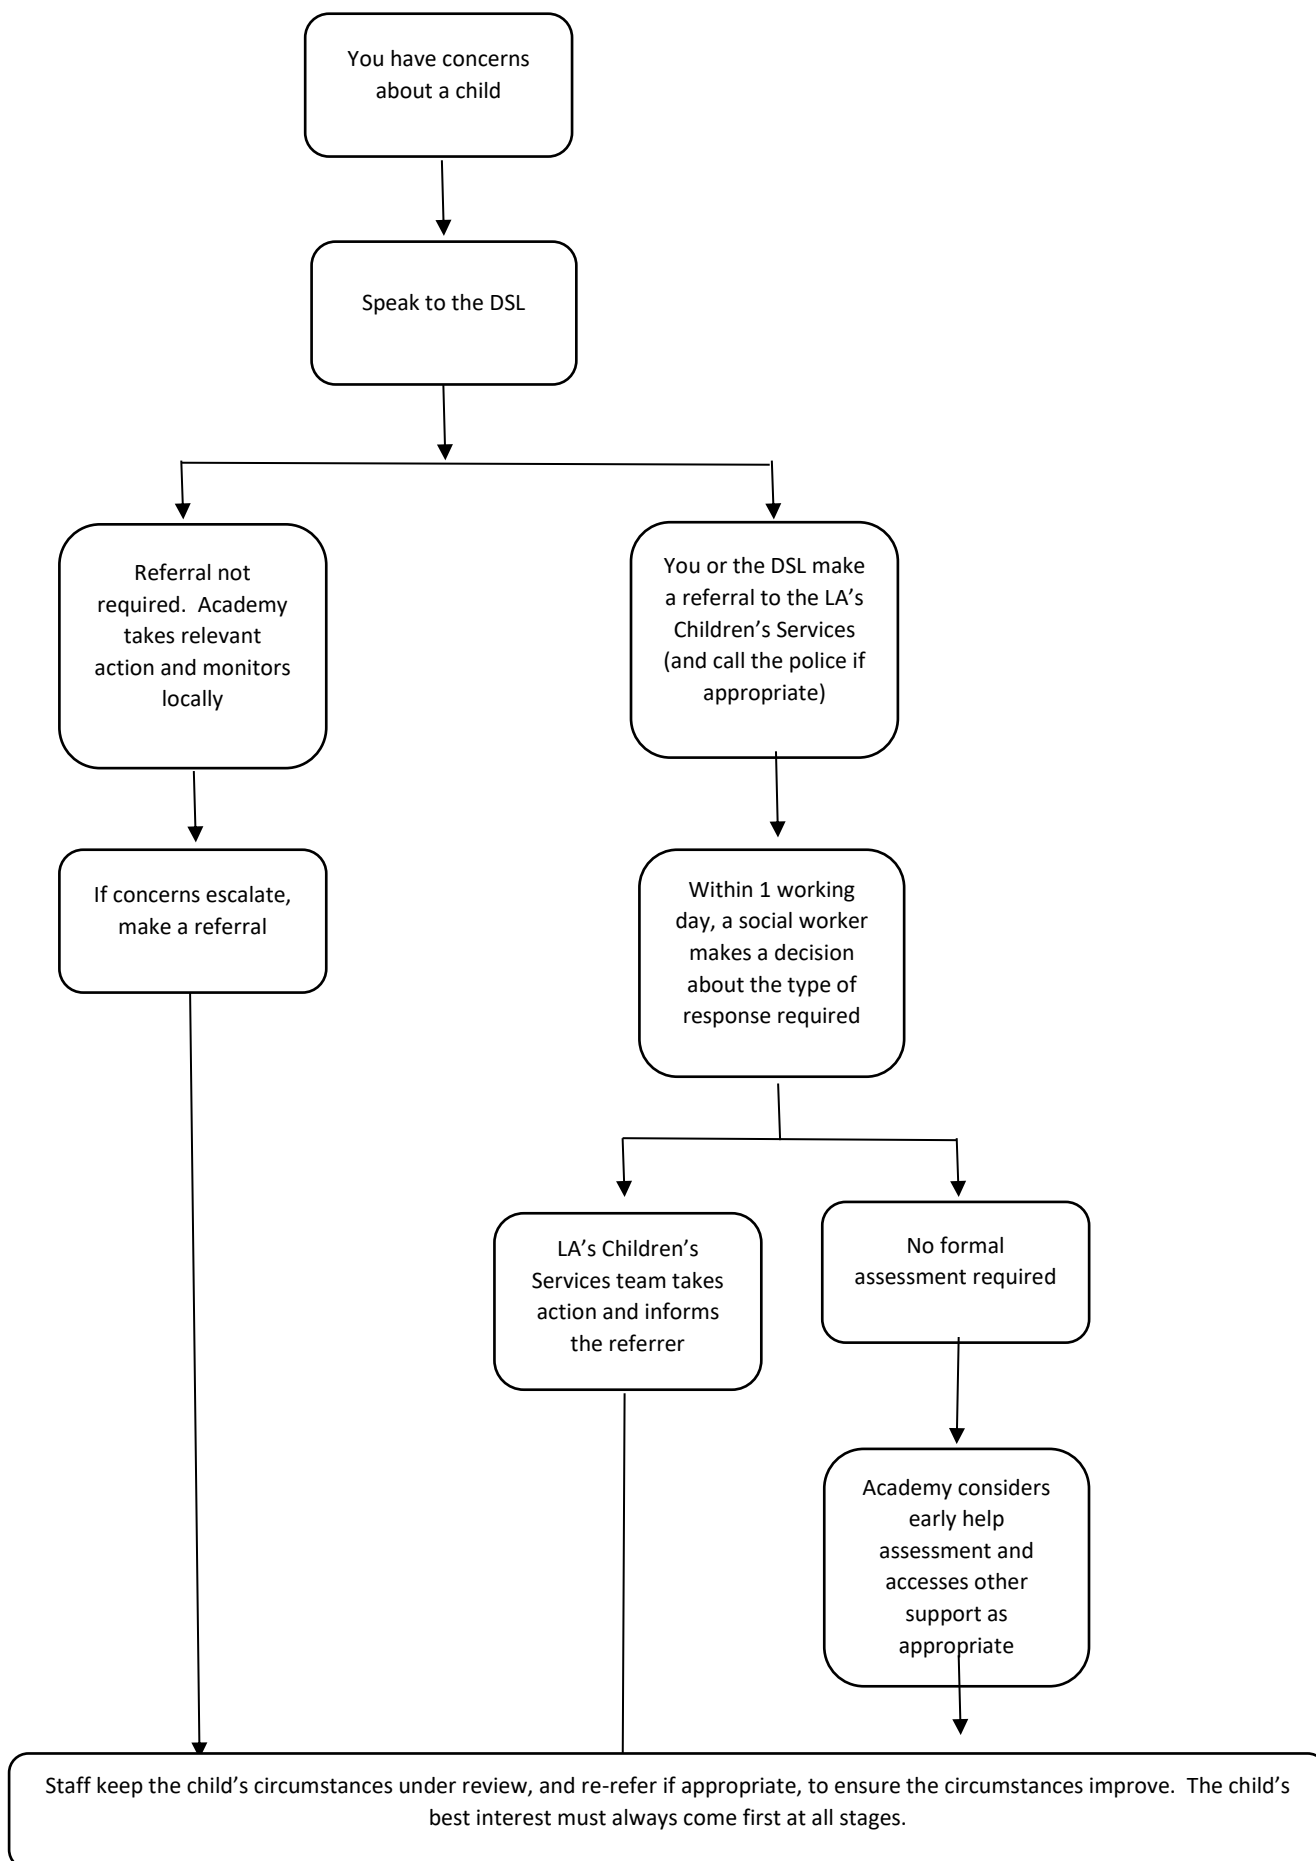 You have concerns
about a child
Speak to the DSL
Referral not
required.  Academy
takes relevant
action and monitors
locally
You or the DSL make
a referral to the LA’s
Children’s Services
(and call the police if
appropriate)
If concerns escalate,
make a referral
Within 1 working
day, a social worker
makes a decision
about the type of
response required
LA’s Children’s
Services team takes
action and informs
the referrer
No formal
assessment required
Academy considers
early help
assessment and
accesses other
support as
appropriate
Staff keep the child’s circumstances under review, and re-refer if appropriate, to ensure the circumstances improve.  The child’s
best interest must always come first at all stages.